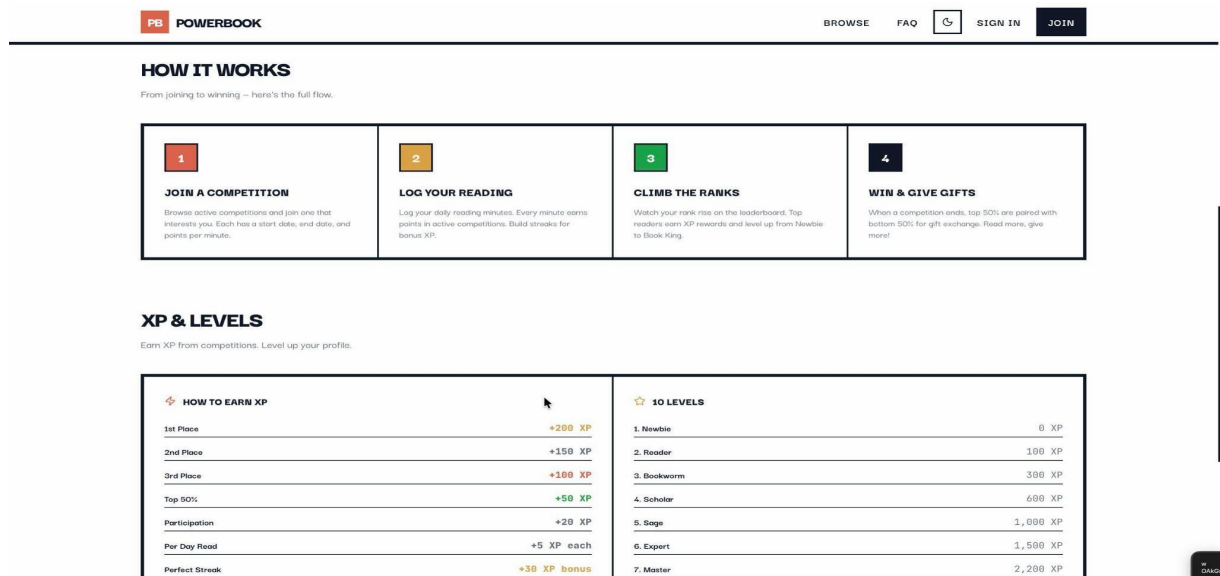 PB POWERBOOK
BROWSE FAQ SIGN IN JOIN
HOW IT WORKS
From joining to winning — here's the full flow.
1
JOIN A COMPETITION
Browse active competitions and join one that
interests you. Each has a start date, end date, and
points per minute.
2
LOG YOUR READING
Log your daily reading minutes. Every minute earns
points in active competitions. Build streaks for
bonus XP.
3
CLIMB THE RANKS
Watch your rank rise on the leaderboard. Top
readers earn XP rewards and level up from Newbie
to Book King.
4
WIN & GIVE GIFTS
When a competition ends, top 50% are paired with
bottom 50% for gift exchange. Read more, give
more!
XP & LEVELS
Earn XP from competitions. Level up your profile.
HOW TO EARN XP
1st Place +200 XP
2nd Place +150 XP
3rd Place +100 XP
Top 50% +50 XP
Participation +20 XP
Per Day Read +5 XP each
Perfect Streak +30 XP bonus
10 LEVELS
1. Newbie 0 XP
2. Reader 100 XP
3. Bookworm 300 XP
4. Scholar 600 XP
5. Sage 1,000 XP
6. Expert 1,500 XP
7. Master 2,200 XP